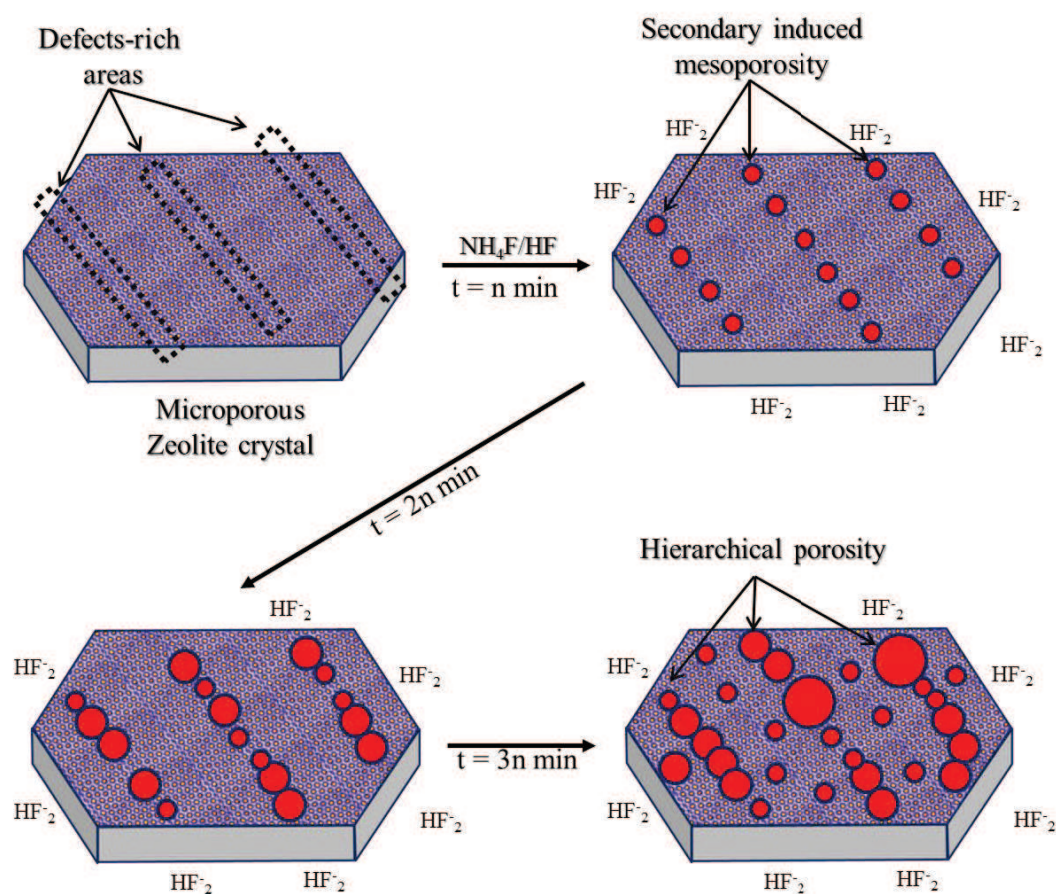 Defects-rich
areas
Microporous
Zeolite crystal
NH₄F/HF
t = n min
Secondary induced
mesoporosity
HF⁻₂
HF⁻₂
HF⁻₂
HF⁻₂
HF⁻₂
HF⁻₂
HF⁻₂
t = 2n min
HF⁻₂
HF⁻₂
HF⁻₂
HF⁻₂
HF⁻₂
HF⁻₂
HF⁻₂
t = 3n min
Hierarchical porosity
HF⁻₂
HF⁻₂
HF⁻₂
HF⁻₂
HF⁻₂
HF⁻₂
HF⁻₂